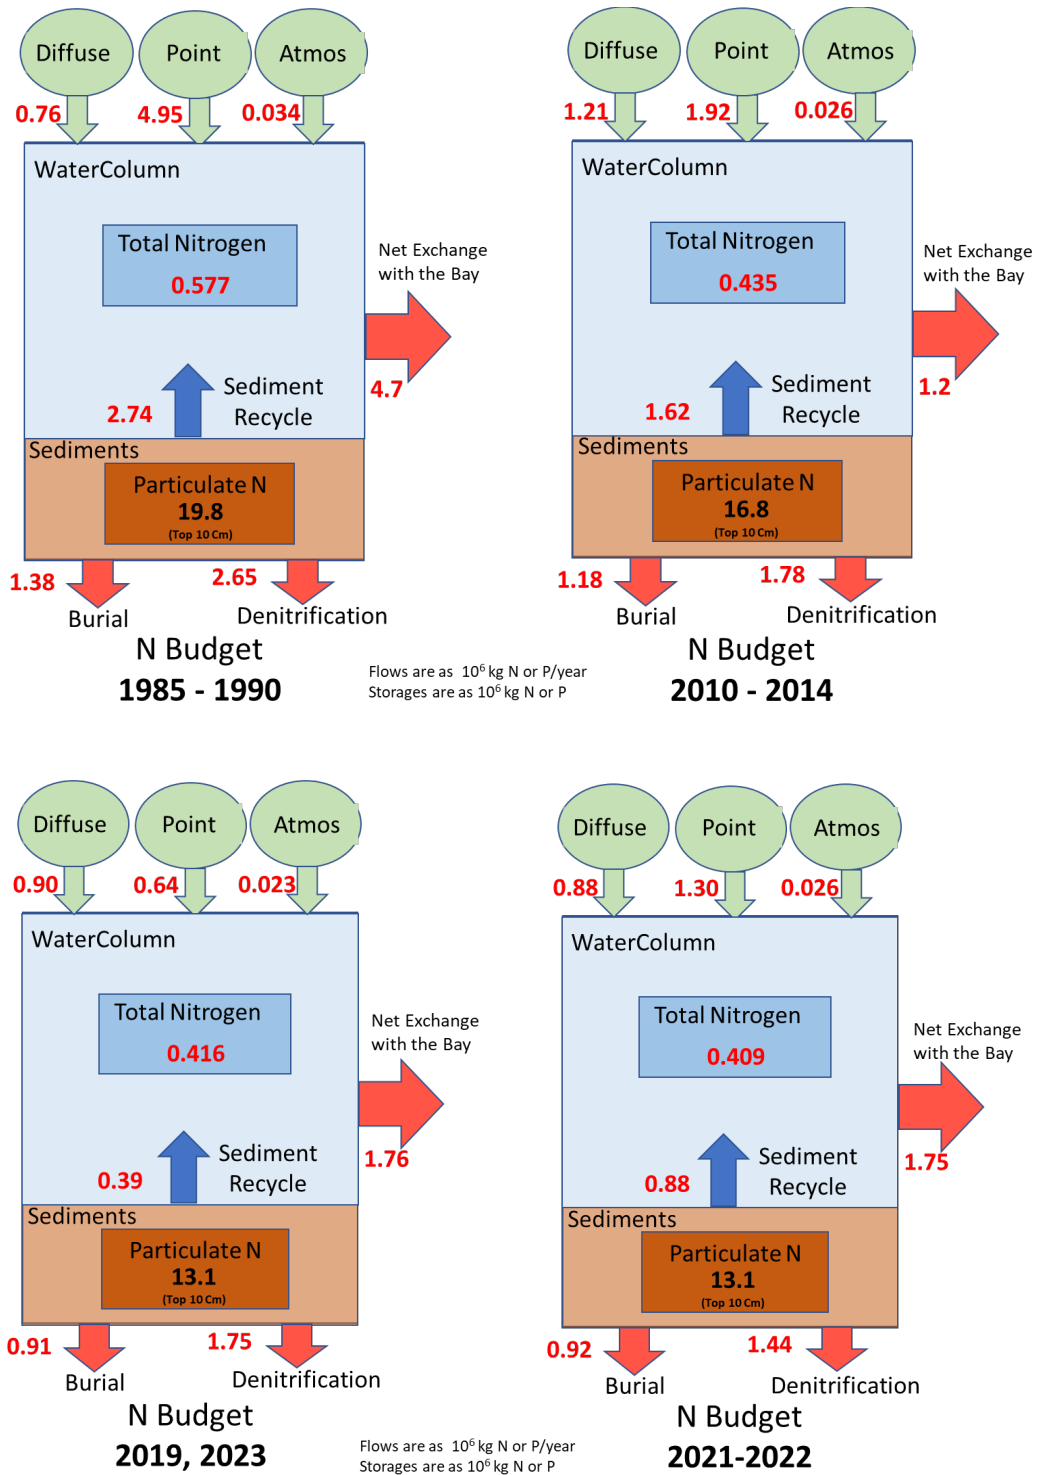 Diffuse
Point
Atmos
0.76
4.95
0.034
WaterColumn
Total Nitrogen
0.577
Net Exchange
with the Bay
4.7
2.74
Sediment
Recycle
Sediments
Particulate N
19.8
(Top 10 Cm)
1.38
2.65
Burial
Denitrification
N Budget
1985 - 1990
Diffuse
Point
Atmos
1.21
1.92
0.026
WaterColumn
Total Nitrogen
0.435
Net Exchange
with the Bay
1.2
1.62
Sediment
Recycle
Sediments
Particulate N
16.8
(Top 10 Cm)
1.18
1.78
Burial
Denitrification
N Budget
2010 - 2014
Flows are as 10⁶ kg N or P/year
Storages are as 10⁶ kg N or P
Diffuse
Point
Atmos
0.90
0.64
0.023
WaterColumn
Total Nitrogen
0.416
Net Exchange
with the Bay
1.76
0.39
Sediment
Recycle
Sediments
Particulate N
13.1
(Top 10 Cm)
0.91
1.75
Burial
Denitrification
N Budget
2019, 2023
Diffuse
Point
Atmos
0.88
1.30
0.026
WaterColumn
Total Nitrogen
0.409
Net Exchange
with the Bay
1.75
0.88
Sediment
Recycle
Sediments
Particulate N
13.1
(Top 10 Cm)
0.92
1.44
Burial
Denitrification
N Budget
2021-2022
Flows are as 10⁶ kg N or P/year
Storages are as 10⁶ kg N or P